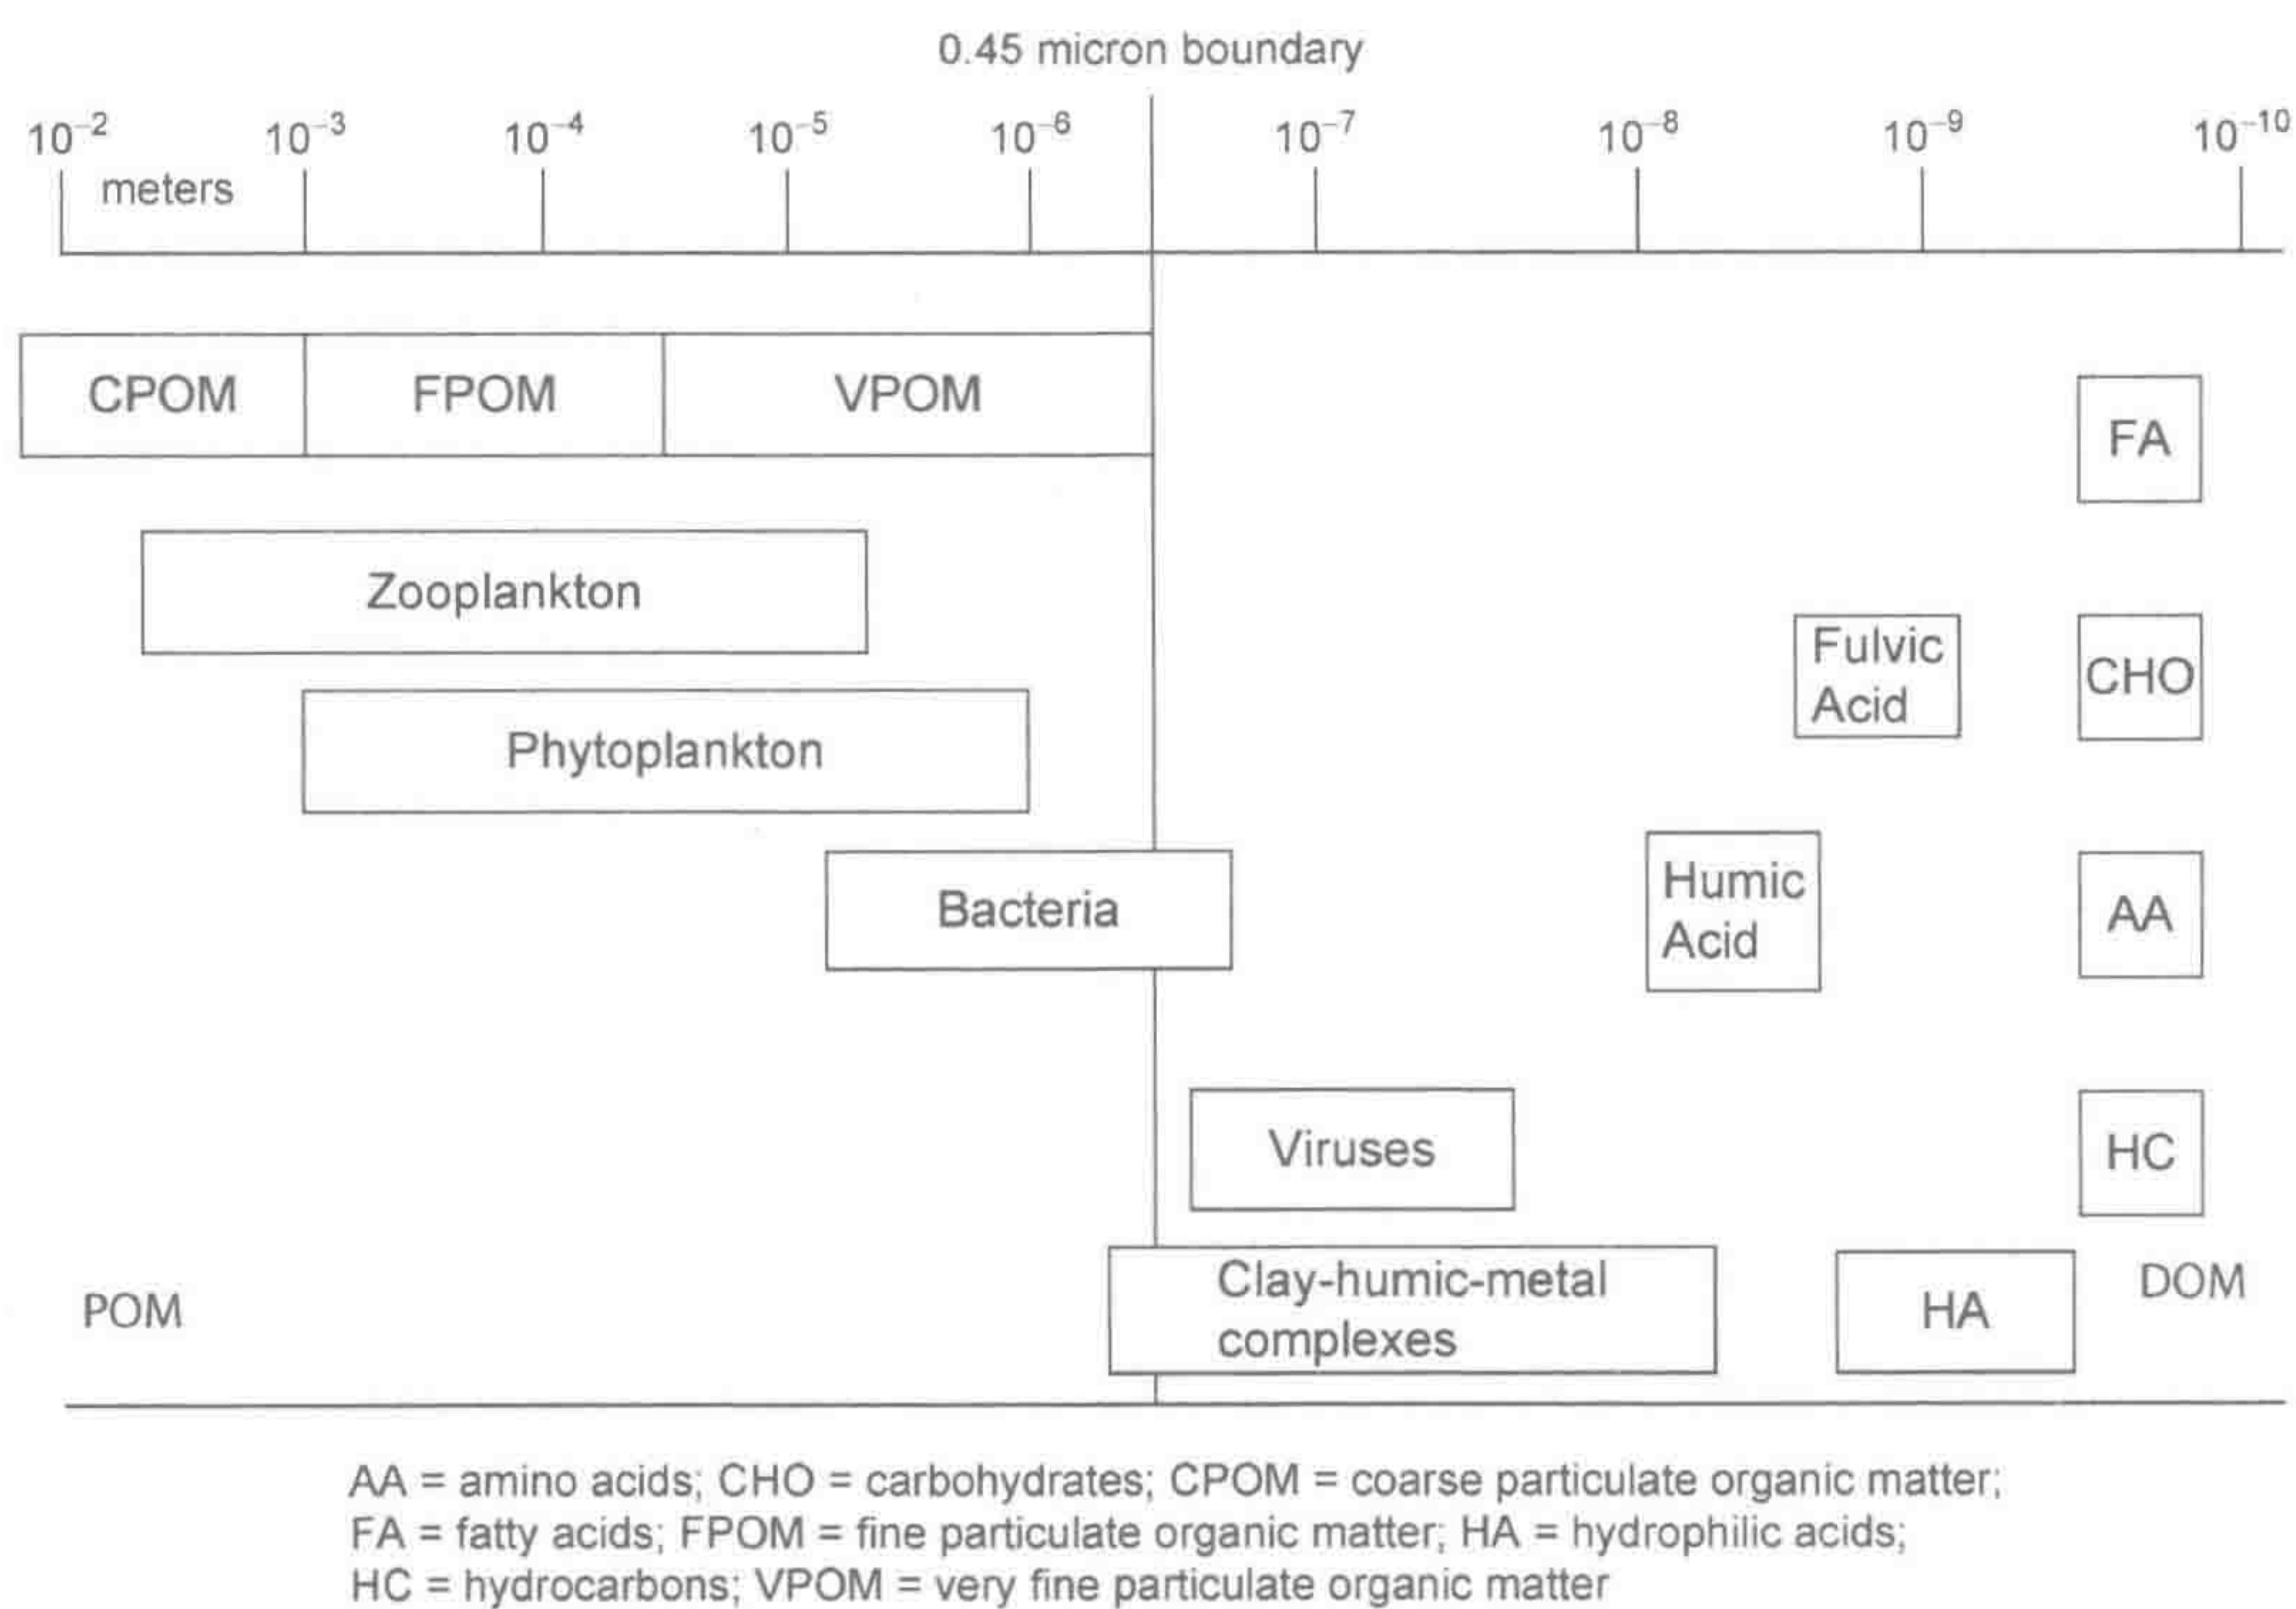 0.45 micron boundary
10⁻² 10⁻³ 10⁻⁴ 10⁻⁵ 10⁻⁶ 10⁻⁷ 10⁻⁸ 10⁻⁹ 10⁻¹⁰
meters
CPOM FPOM VPOM
FA
Zooplankton
Fulvic
Acid
CHO
Phytoplankton
Bacteria
Humic
Acid
AA
Viruses
HC
Clay-humic-metal
complexes
HA
POM
DOM
AA = amino acids; CHO = carbohydrates; CPOM = coarse particulate organic matter;
FA = fatty acids; FPOM = fine particulate organic matter; HA = hydrophilic acids;
HC = hydrocarbons; VPOM = very fine particulate organic matter